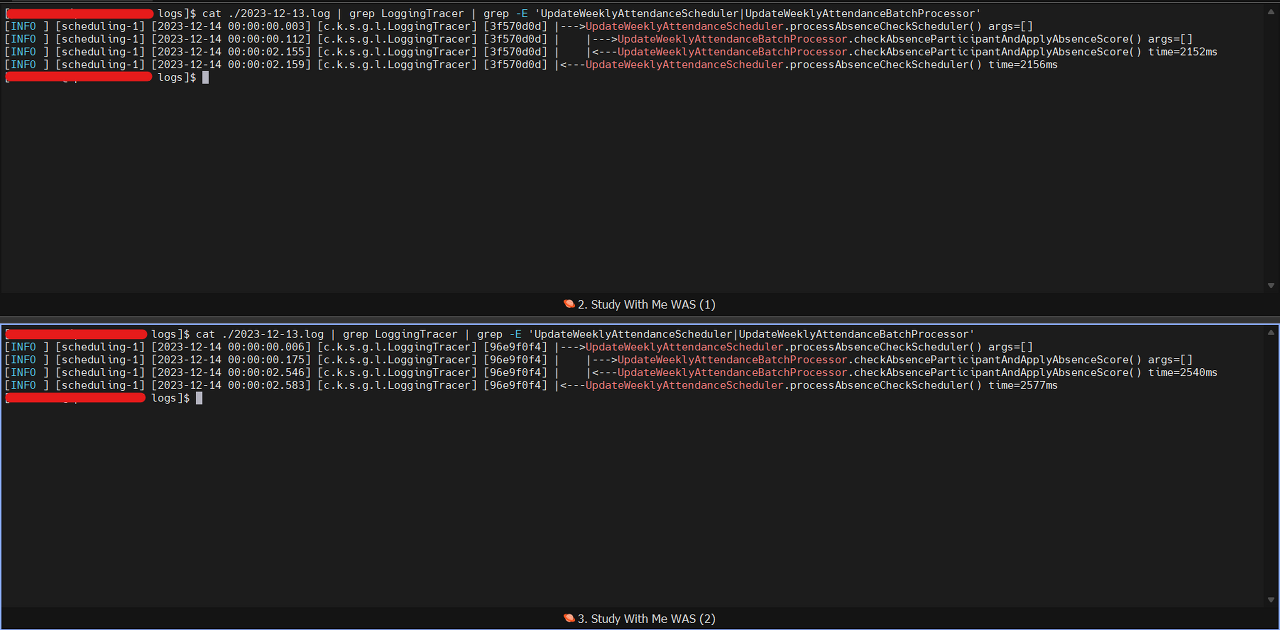 [ logs]$ cat ./2023-12-13.log | grep LoggingTracer | grep -E 'UpdateWeeklyAttendanceScheduler|UpdateWeeklyAttendanceBatchProcessor'
[INFO ] [scheduling-1] [2023-12-14 00:00:00.003] [c.k.s.g.l.LoggingTracer] [3f570d0d] |--->UpdateWeeklyAttendanceScheduler.processAbsenceCheckScheduler() args=[]
[INFO ] [scheduling-1] [2023-12-14 00:00:00.112] [c.k.s.g.l.LoggingTracer] [3f570d0d] |    |--->UpdateWeeklyAttendanceBatchProcessor.checkAbsenceParticipantAndApplyAbsenceScore() args=[]
[INFO ] [scheduling-1] [2023-12-14 00:00:02.155] [c.k.s.g.l.LoggingTracer] [3f570d0d] |    |<---UpdateWeeklyAttendanceBatchProcessor.checkAbsenceParticipantAndApplyAbsenceScore() time=2152ms
[INFO ] [scheduling-1] [2023-12-14 00:00:02.159] [c.k.s.g.l.LoggingTracer] [3f570d0d] |<---UpdateWeeklyAttendanceScheduler.processAbsenceCheckScheduler() time=2156ms
[ logs]$
2. Study With Me WAS (1)
[ logs]$ cat ./2023-12-13.log | grep LoggingTracer | grep -E 'UpdateWeeklyAttendanceScheduler|UpdateWeeklyAttendanceBatchProcessor'
[INFO ] [scheduling-1] [2023-12-14 00:00:00.006] [c.k.s.g.l.LoggingTracer] [96e9f0f4] |--->UpdateWeeklyAttendanceScheduler.processAbsenceCheckScheduler() args=[]
[INFO ] [scheduling-1] [2023-12-14 00:00:00.175] [c.k.s.g.l.LoggingTracer] [96e9f0f4] |    |--->UpdateWeeklyAttendanceBatchProcessor.checkAbsenceParticipantAndApplyAbsenceScore() args=[]
[INFO ] [scheduling-1] [2023-12-14 00:00:02.546] [c.k.s.g.l.LoggingTracer] [96e9f0f4] |    |<---UpdateWeeklyAttendanceBatchProcessor.checkAbsenceParticipantAndApplyAbsenceScore() time=2540ms
[INFO ] [scheduling-1] [2023-12-14 00:00:02.583] [c.k.s.g.l.LoggingTracer] [96e9f0f4] |<---UpdateWeeklyAttendanceScheduler.processAbsenceCheckScheduler() time=2577ms
[ logs]$
3. Study With Me WAS (2)